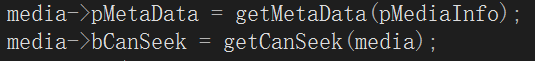 media->pMetaData = getMetaData(pMediaInfo);
media->bCanSeek = getCanSeek(media);